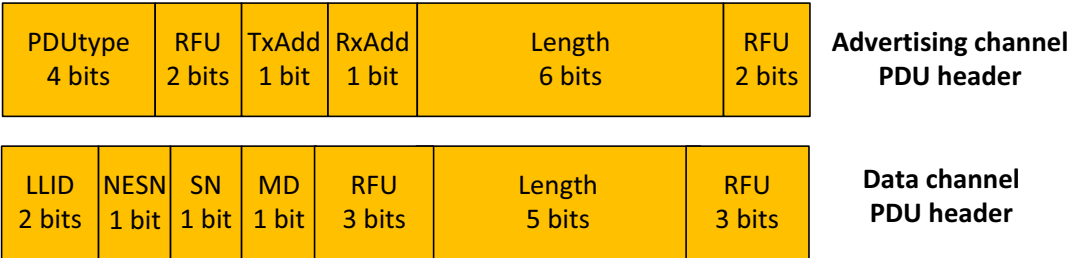 PDUtype RFU TxAdd RxAdd Length RFU Advertising channel
4 bits 2 bits 1 bit 1 bit 6 bits 2 bits PDU header
LLID NESN SN MD RFU Length RFU Data channel
2 bits 1 bit 1 bit 1 bit 3 bits 5 bits 3 bits PDU header